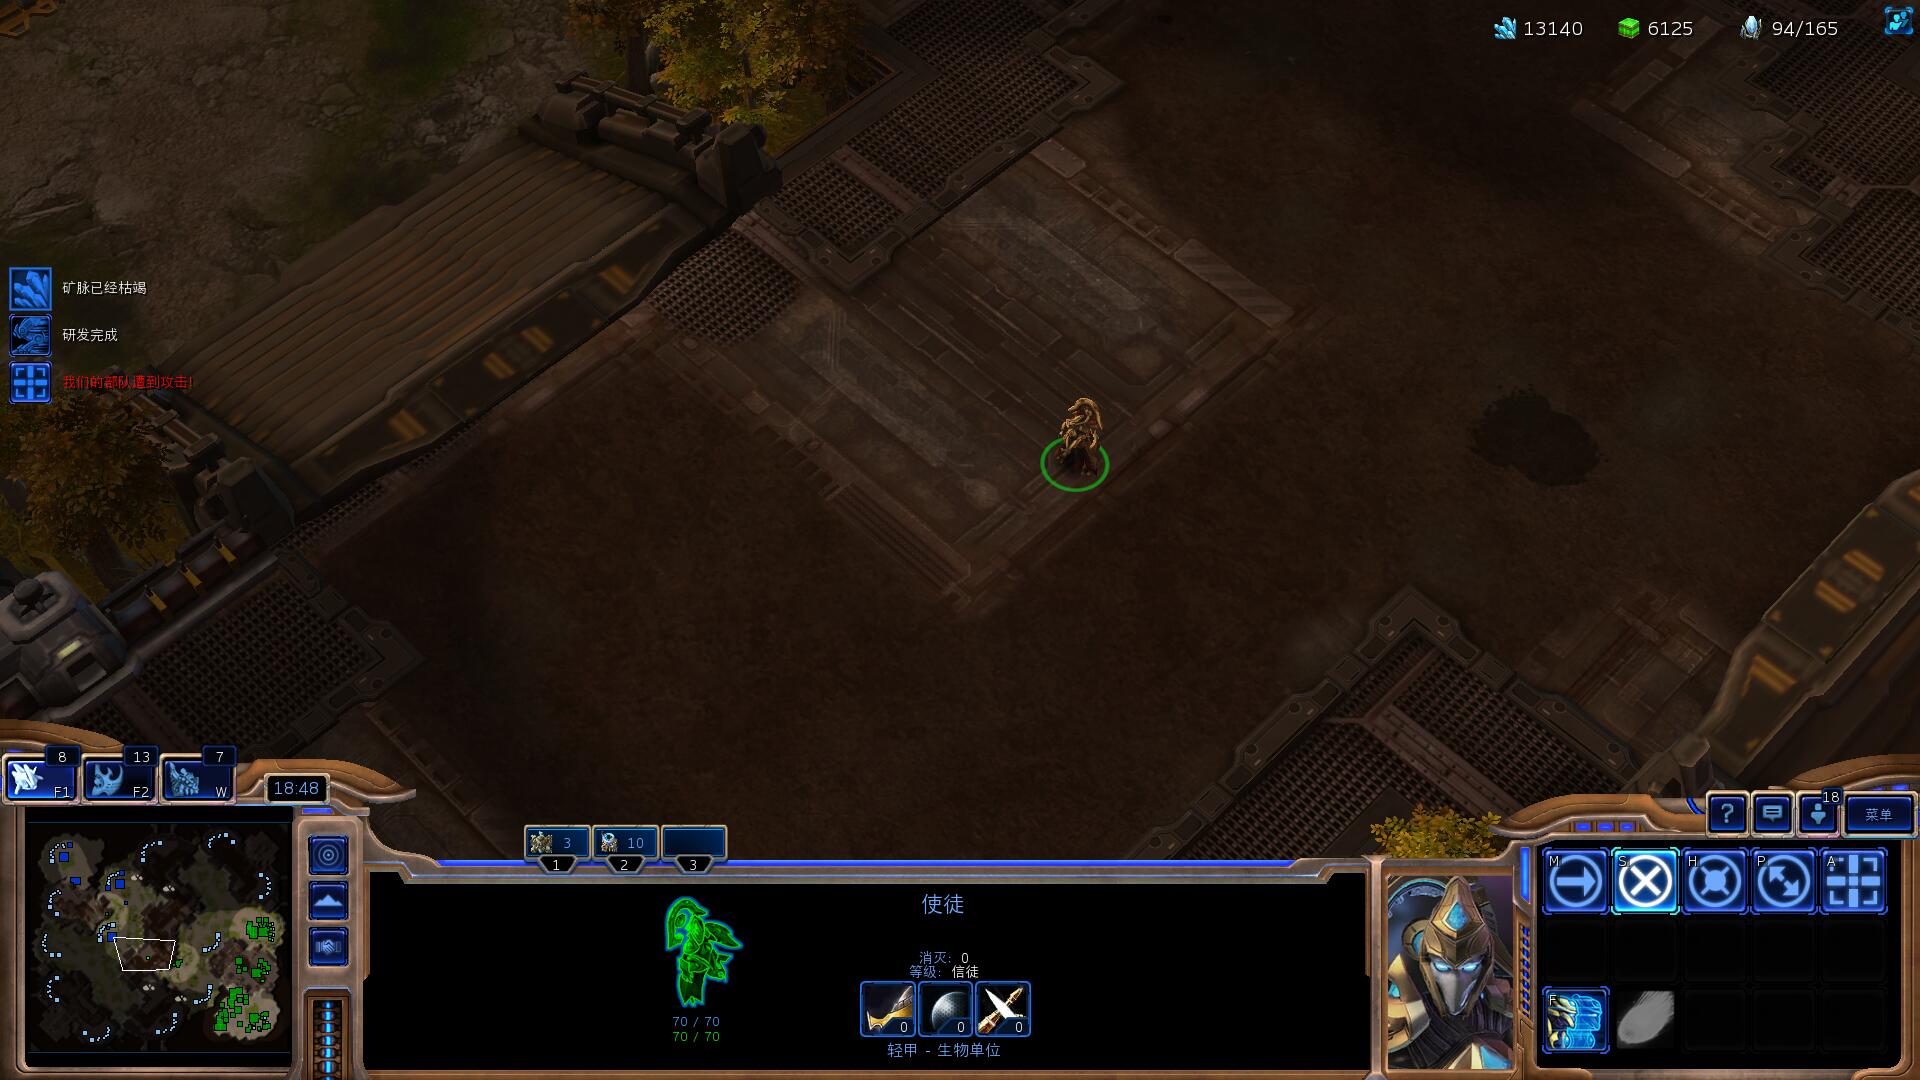 13140 6125 94/165
矿脉已经枯竭
研发完成
我们的部队遭到攻击!
8 13 7
F1 F2 W
18:48
3 10
1 2 3
18
? 菜单
使徒
消灭: 0
等级: 信徒
0 0 0
70 / 70
70 / 70
轻甲 - 生物单位
M S H P A
F